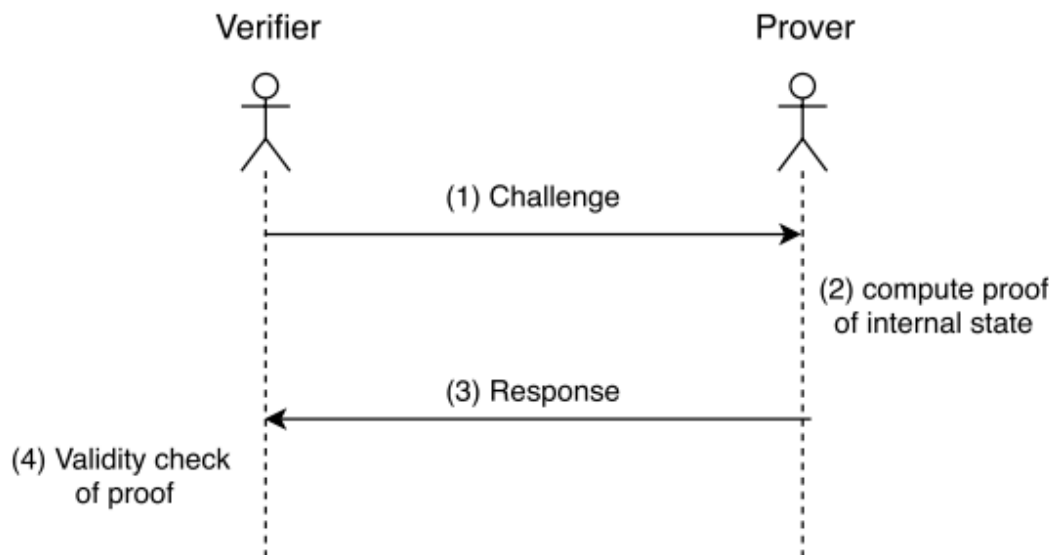 Verifier
Prover
(1) Challenge
(2) compute proof
of internal state
(3) Response
(4) Validity check
of proof